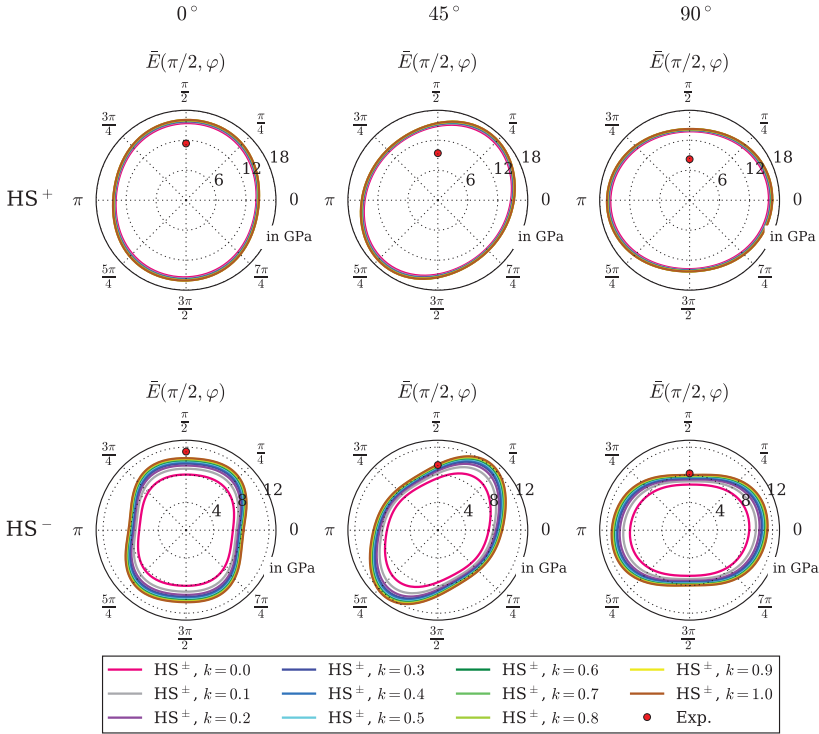 0° 45° 90°
Ē(π/2, φ) Ē(π/2, φ) Ē(π/2, φ)
π/2 π/2 π/2
3π/4 π/4 3π/4 π/4 3π/4 π/4
18 18 18
12 12 12
6 6 6
HS⁺ π 0 π 0 π 0
in GPa in GPa in GPa
5π/4 7π/4 5π/4 7π/4 5π/4 7π/4
3π/2 3π/2 3π/2
Ē(π/2, φ) Ē(π/2, φ) Ē(π/2, φ)
π/2 π/2 π/2
3π/4 π/4 3π/4 π/4 3π/4 π/4
12 12 12
8 8 8
4 4 4
HS⁻ π 0 π 0 π 0
in GPa in GPa in GPa
5π/4 7π/4 5π/4 7π/4 5π/4 7π/4
3π/2 3π/2 3π/2
HS±, k=0.0 HS±, k=0.3 HS±, k=0.6 HS±, k=0.9
HS±, k=0.1 HS±, k=0.4 HS±, k=0.7 HS±, k=1.0
HS±, k=0.2 HS±, k=0.5 HS±, k=0.8 Exp.